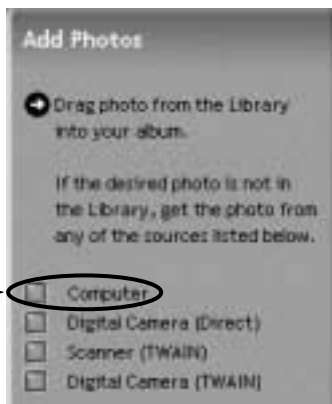 Add Photos
Drag photo from the Library
into your album.
If the desired photo is not in
the Library, get the photo from
any of the sources listed below.
Computer
Digital Camera (Direct)
Scanner (TWAIN)
Digital Camera (TWAIN)